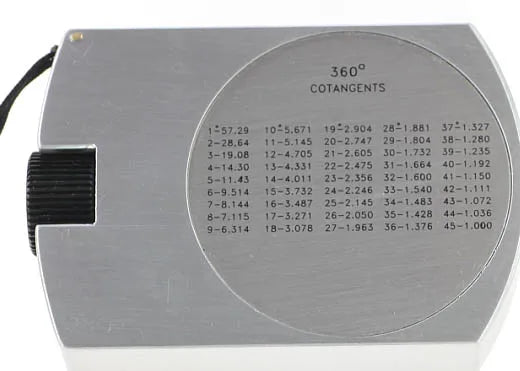 360°
COTANGENTS
1°-57.29 10°-5.671 19°-2.904 28°-1.881 37°-1.327
2-28.64 11-5.145 20-2.747 29-1.804 38-1.280
3-19.08 12-4.705 21-2.605 30-1.732 39-1.235
4-14.30 13-4.331 22-2.475 31-1.664 40-1.192
5-11.43 14-4.011 23-2.356 32-1.600 41-1.150
6-9.514 15-3.732 24-2.246 33-1.540 42-1.111
7-8.144 16-3.487 25-2.145 34-1.483 43-1.072
8-7.115 17-3.271 26-2.050 35-1.428 44-1.036
9-6.314 18-3.078 27-1.963 36-1.376 45-1.000